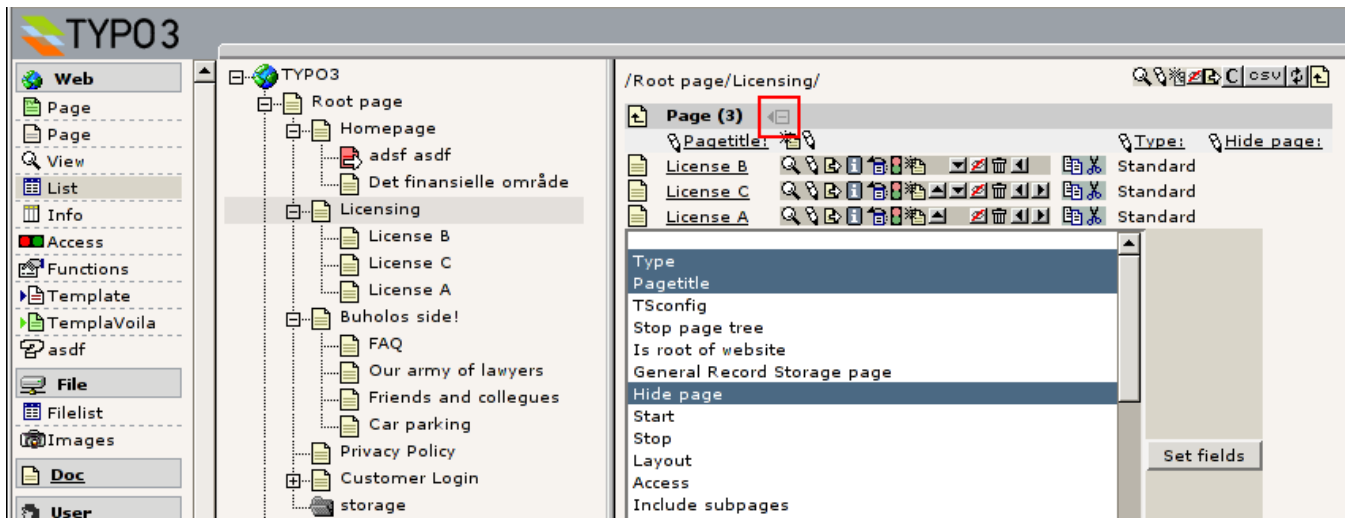 TYPO3
Web
Page
Page
View
List
Info
Access
Functions
Template
TemplaVoila
asdf
File
Filelist
Images
Doc
User
TYPO3
Root page
Homepage
adsf asdf
Det finansielle område
Licensing
License B
License C
License A
Buholos side!
FAQ
Our army of lawyers
Friends and collegues
Car parking
Privacy Policy
Customer Login
storage
/Root page/Licensing/ C csv
Page (3)
Pagetitle: Type: Hide page:
License B Standard
License C Standard
License A Standard
Type
Pagetitle
TSconfig
Stop page tree
Is root of website
General Record Storage page
Hide page
Start
Stop
Layout
Access
Include subpages
Set fields